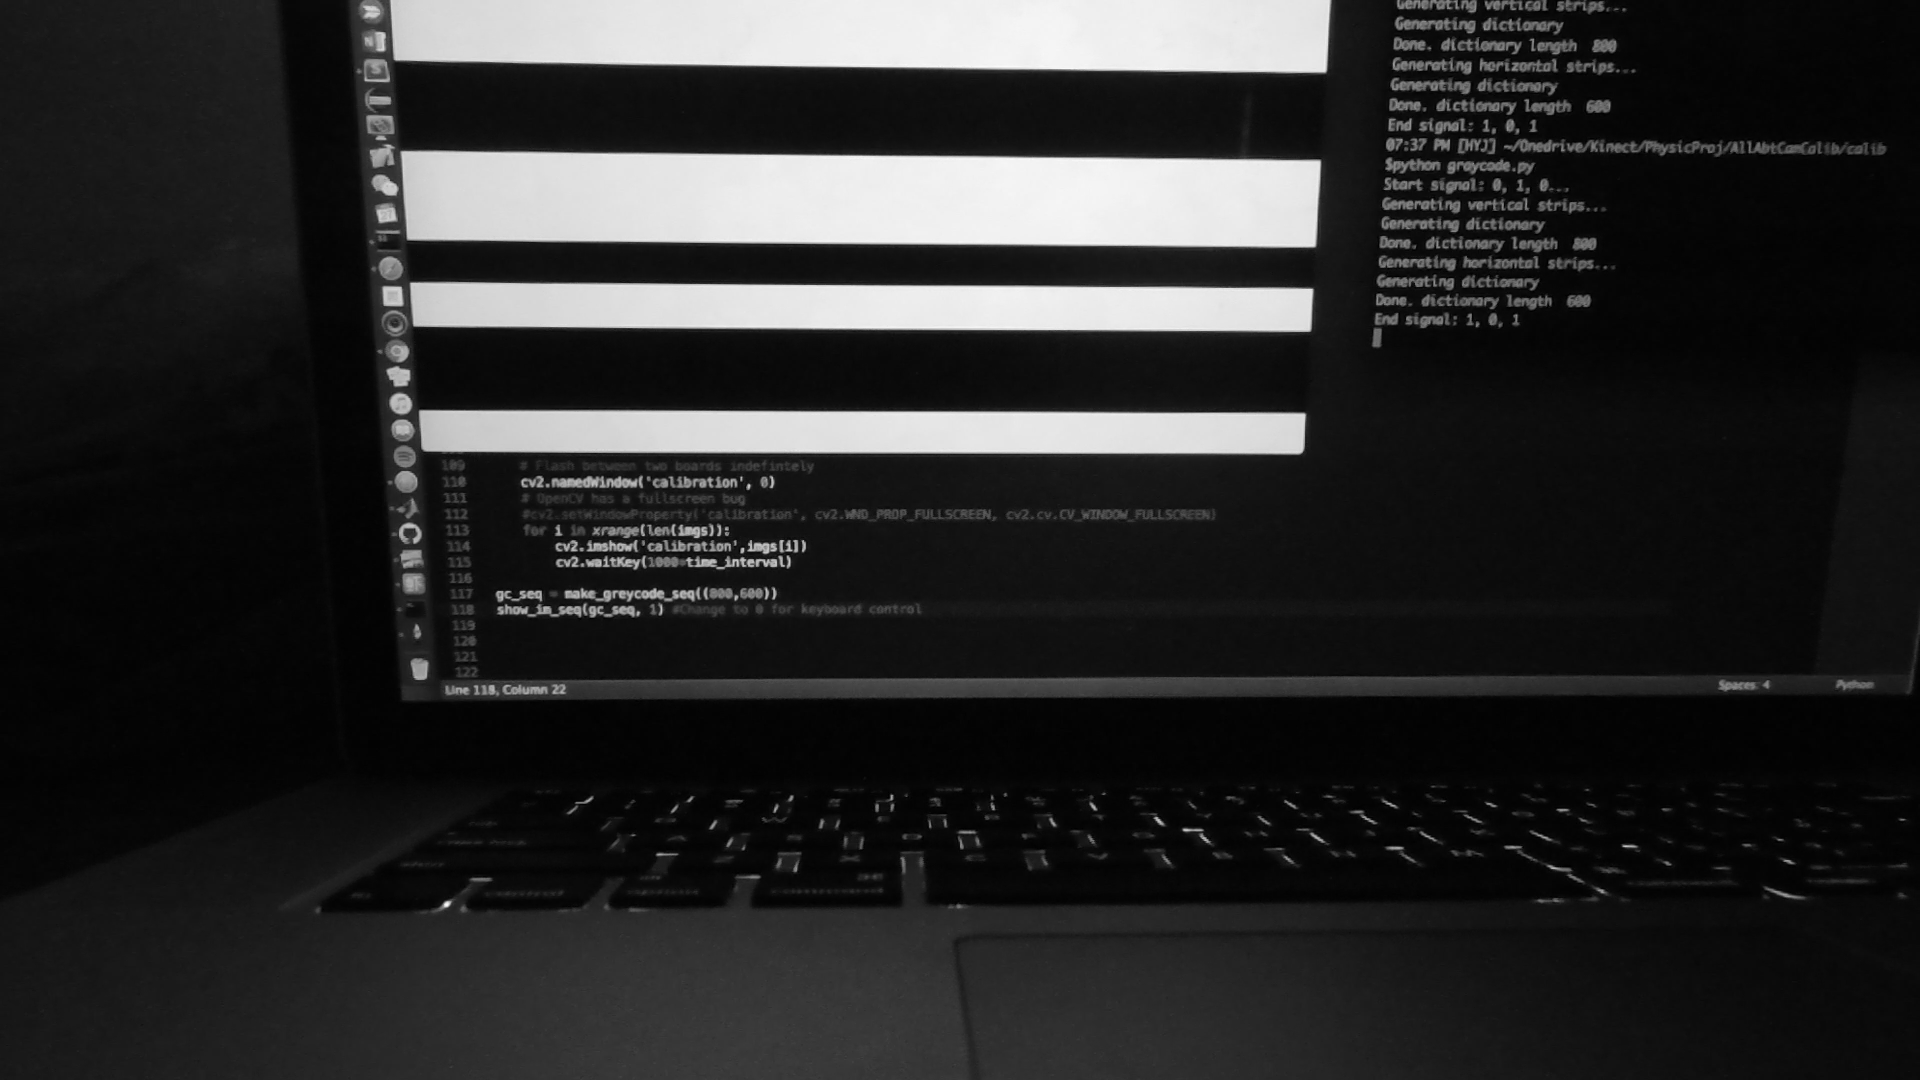 Generating vertical strips...
Generating dictionary
Done. dictionary length 800
Generating horizontal strips...
Generating dictionary
Done. dictionary length 600
End signal: 1, 0, 1
07:37 PM [HYJ] ~/Onedrive/Kinect/PhysicProj/AllAbtCamCalib/calib
$python graycode.py
Start signal: 0, 1, 0...
Generating vertical strips...
Generating dictionary
Done. dictionary length 800
Generating horizontal strips...
Generating dictionary
Done. dictionary length 600
End signal: 1, 0, 1
109 # Flash between two boards indefintely
110 cv2.namedWindow('calibration', 0)
111 # OpenCV has a fullscreen bug
112 #cv2.setWindowProperty('calibration', cv2.WND_PROP_FULLSCREEN, cv2.cv.CV_WINDOW_FULLSCREEN)
113 for i in xrange(len(imgs)):
114 cv2.imshow('calibration',imgs[i])
115 cv2.waitKey(1000*time_interval)
116
117 gc_seq = make_greycode_seq((800,600))
118 show_im_seq(gc_seq, 1) #Change to 0 for keyboard control
119
120
121
122
Line 118, Column 22
Spaces: 4
Python
W E
A S D
Z X C V B N M
fn control option command